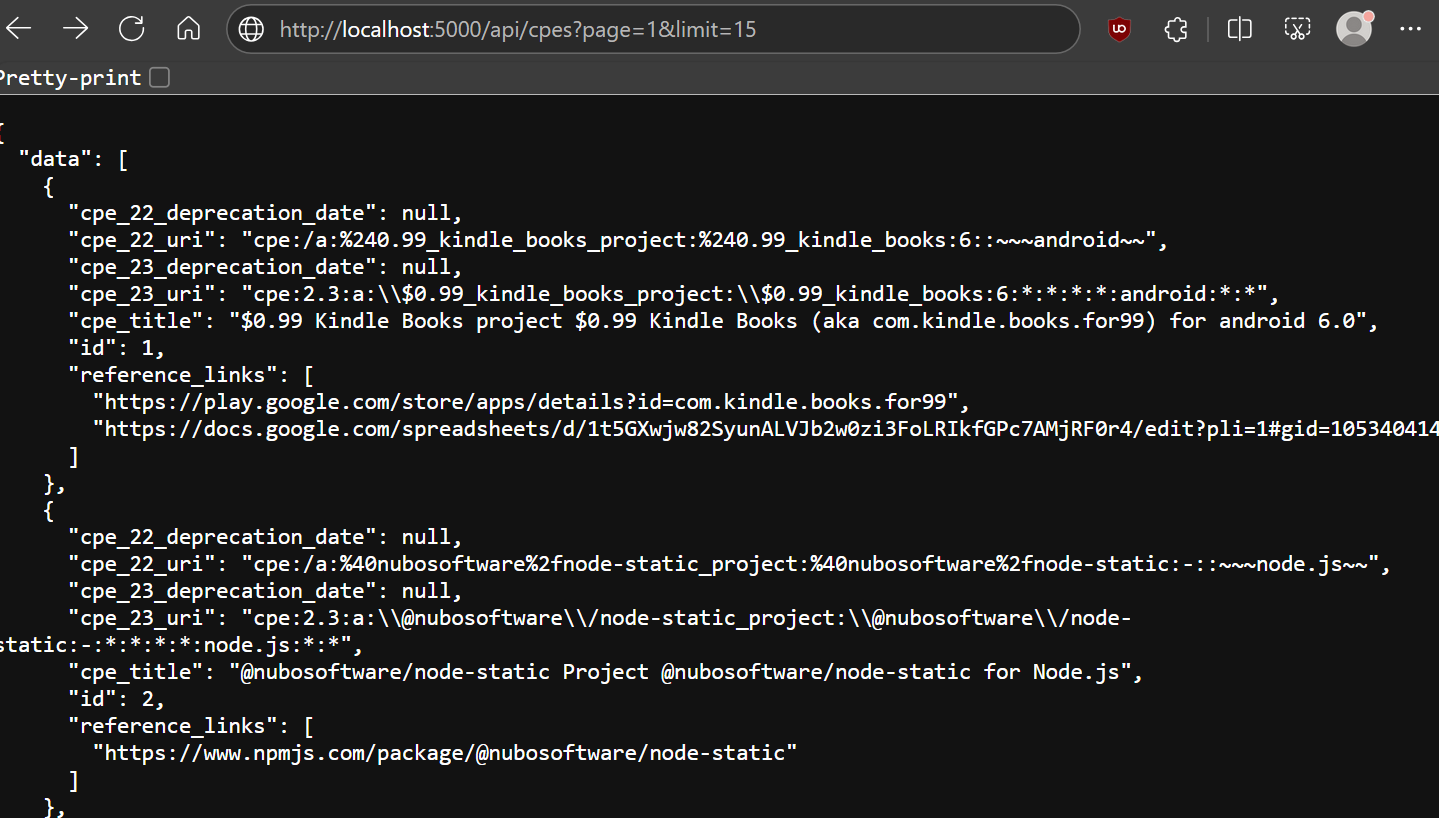 http://localhost:5000/api/cpes?page=1&limit=15
Pretty-print
{
"data": [
{
"cpe_22_deprecation_date": null,
"cpe_22_uri": "cpe:/a:%240.99_kindle_books_project:%240.99_kindle_books:6::~~~android~~",
"cpe_23_deprecation_date": null,
"cpe_23_uri": "cpe:2.3:a:\\$0.99_kindle_books_project:\\$0.99_kindle_books:6:*:*:*:*:android:*:*",
"cpe_title": "$0.99 Kindle Books project $0.99 Kindle Books (aka com.kindle.books.for99) for android 6.0",
"id": 1,
"reference_links": [
"https://play.google.com/store/apps/details?id=com.kindle.books.for99",
"https://docs.google.com/spreadsheets/d/1t5GXwjw82SyunALVJb2w0zi3FoLRIkfGPc7AMjRF0r4/edit?pli=1#gid=105340414
]
},
{
"cpe_22_deprecation_date": null,
"cpe_22_uri": "cpe:/a:%40nubosoftware%2fnode-static_project:%40nubosoftware%2fnode-static:-::~~~node.js~~",
"cpe_23_deprecation_date": null,
"cpe_23_uri": "cpe:2.3:a:\\@nubosoftware\\/node-static_project:\\@nubosoftware\\/node-
static:-:*:*:*:*:node.js:*:*",
"cpe_title": "@nubosoftware/node-static Project @nubosoftware/node-static for Node.js",
"id": 2,
"reference_links": [
"https://www.npmjs.com/package/@nubosoftware/node-static"
]
},